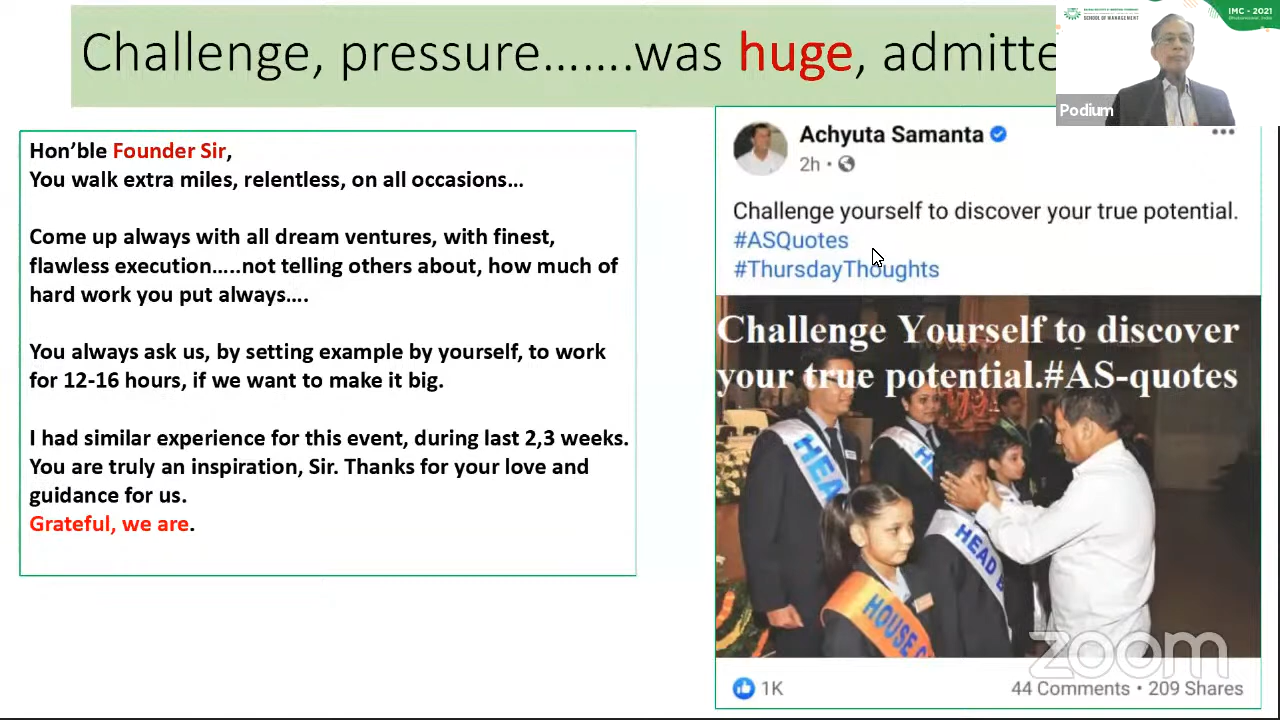 Challenge, pressure.......was huge, admitte
IMC - 2021
Bhubaneswar, India
SCHOOL OF MANAGEMENT
Podium
Hon'ble Founder Sir,
You walk extra miles, relentless, on all occasions...
Come up always with all dream ventures, with finest,
flawless execution.....not telling others about, how much of
hard work you put always....
You always ask us, by setting example by yourself, to work
for 12-16 hours, if we want to make it big.
I had similar experience for this event, during last 2,3 weeks.
You are truly an inspiration, Sir. Thanks for your love and
guidance for us.
Grateful, we are.
Achyuta Samanta
2h
Challenge yourself to discover your true potential.
#ASQuotes
#ThursdayThoughts
Challenge Yourself to discover
your true potential.#AS-quotes
HEA
H
HEAD B
HOUSE C
zoom
1K
44 Comments • 209 Shares